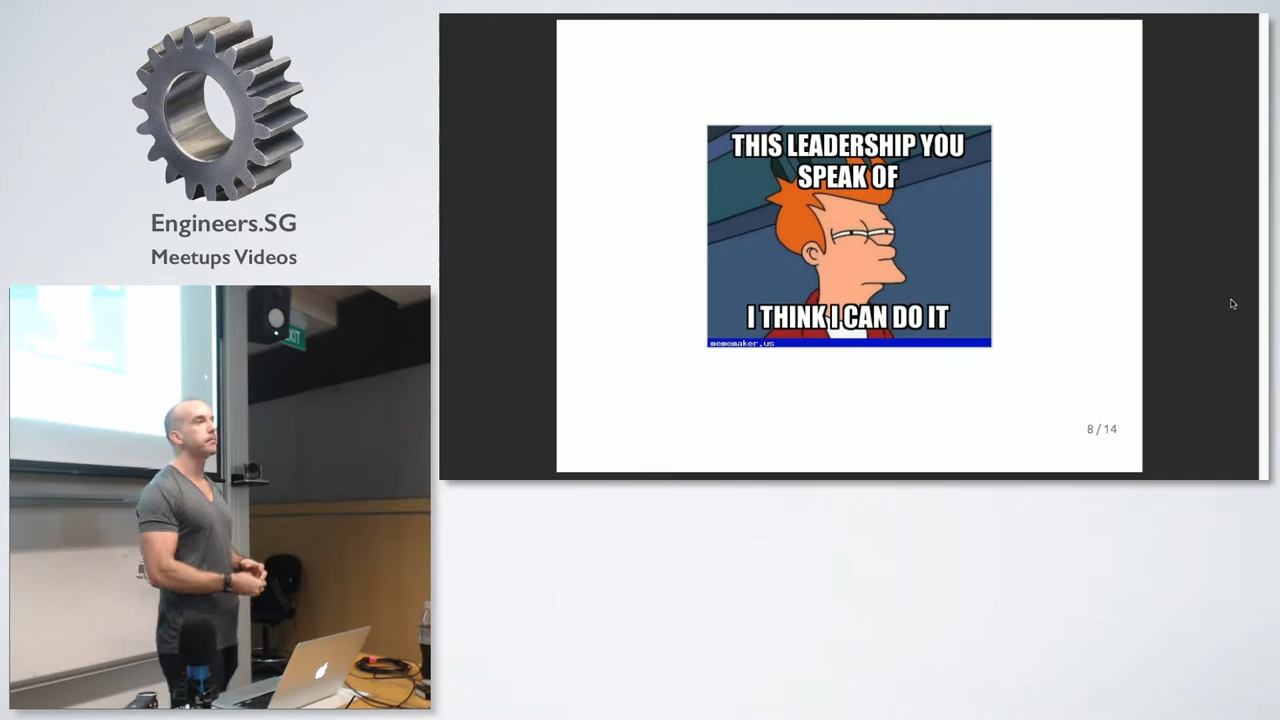 Engineers.SG
Meetups Videos
THIS LEADERSHIP YOU
SPEAK OF
I THINK I CAN DO IT
mememaker.us
8 / 14
EXIT